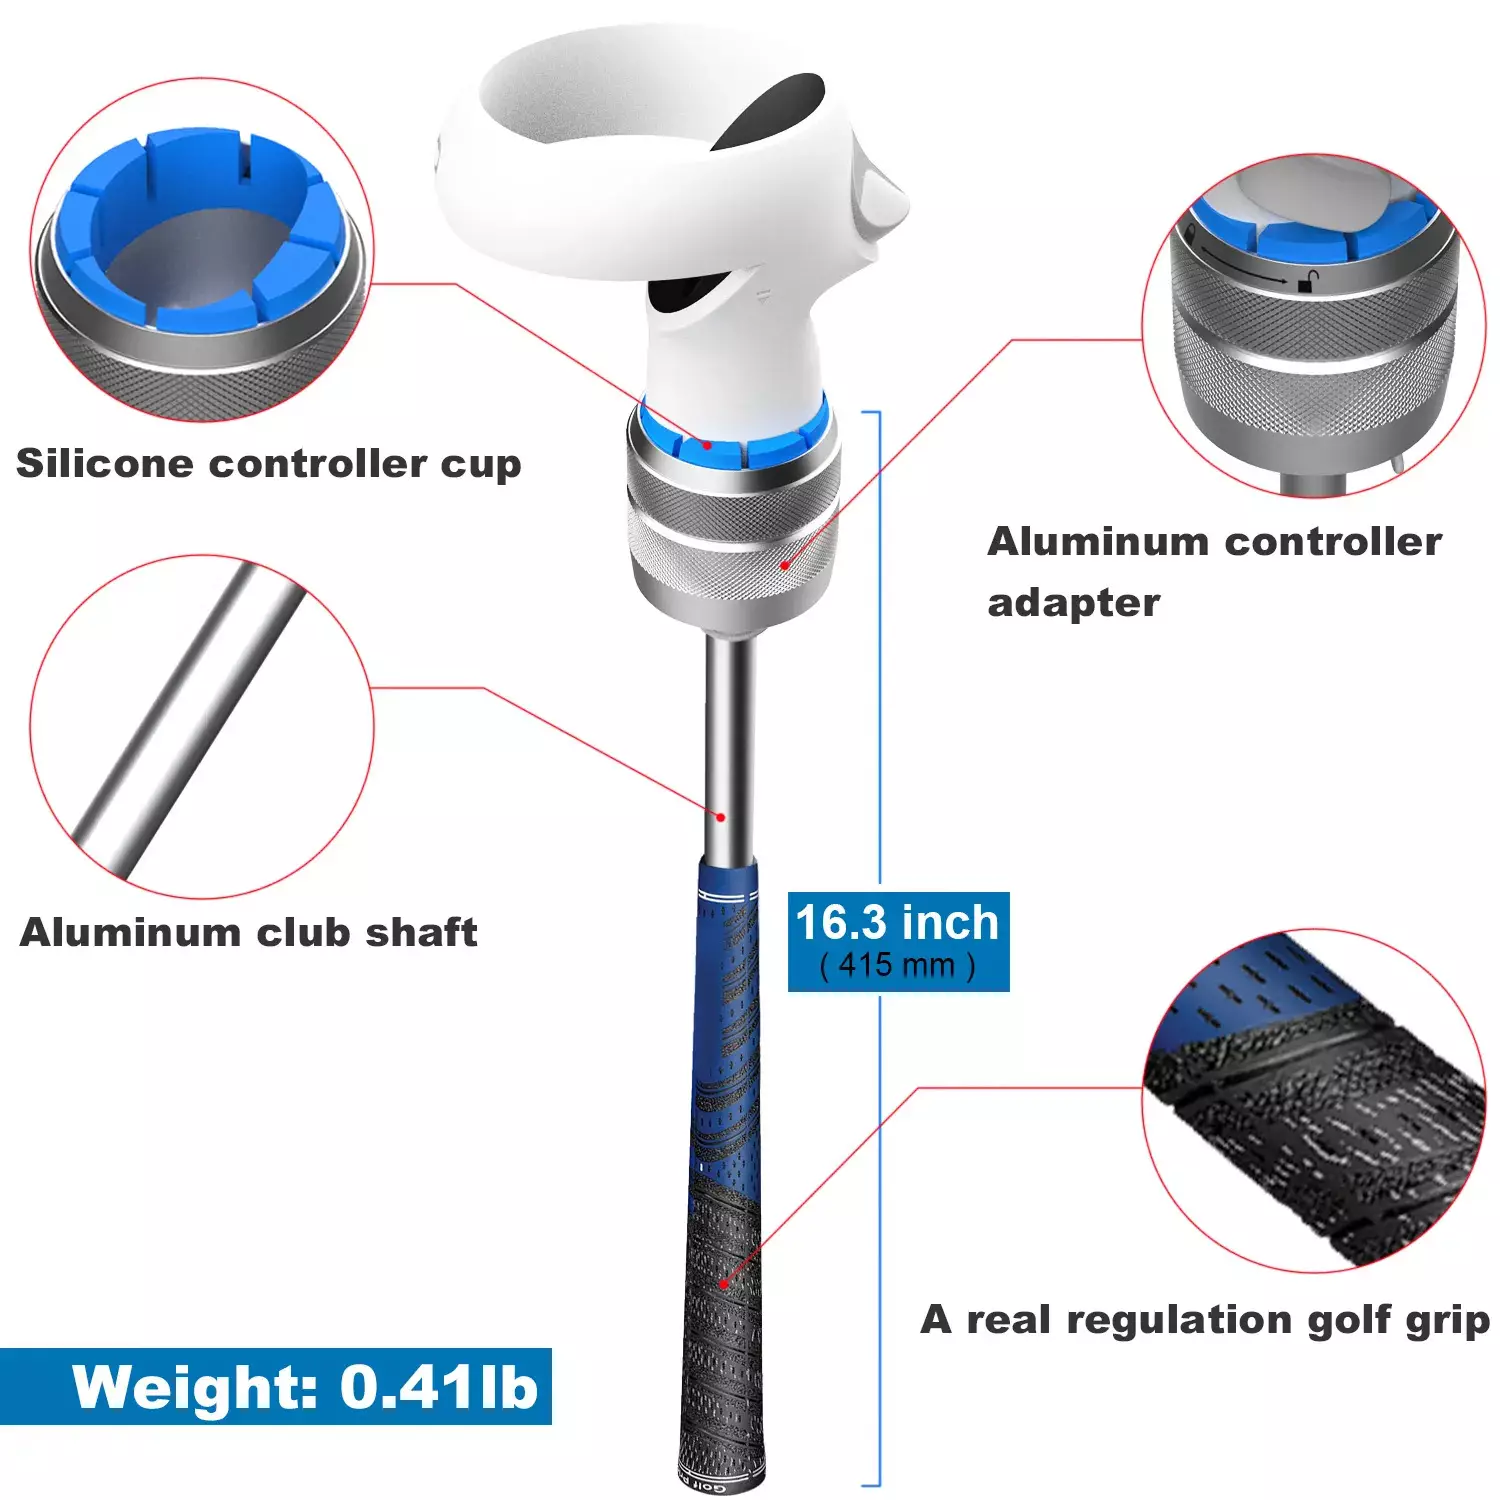 Silicone controller cup
Aluminum controller
adapter
Aluminum club shaft
16.3 inch
( 415 mm )
A real regulation golf grip
Weight: 0.41lb
Golf